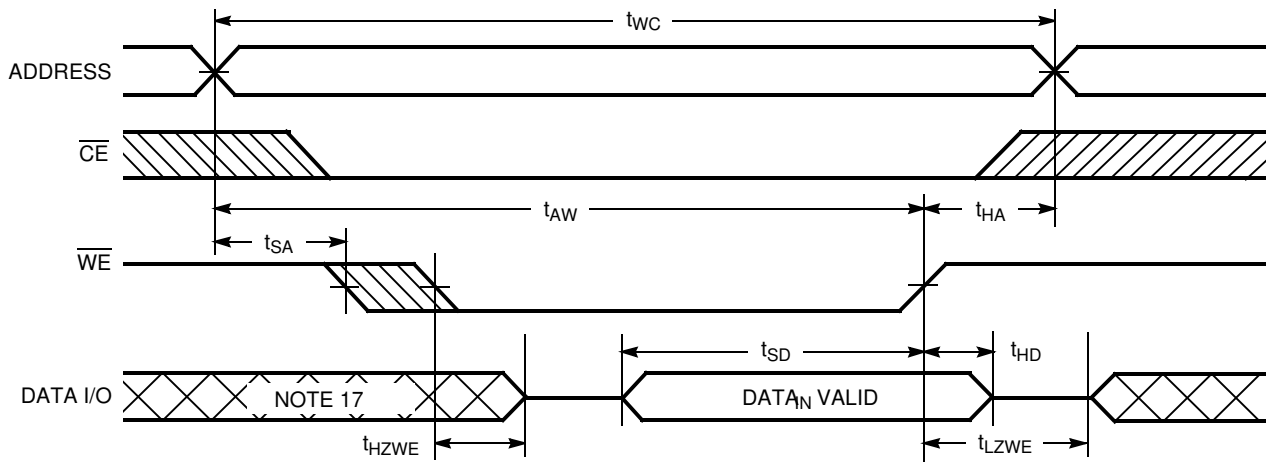 tWC
ADDRESS
CE
tAW
tHA
tSA
WE
tSD
tHD
DATA I/O
NOTE 17
DATAIN VALID
tHZWE
tLZWE